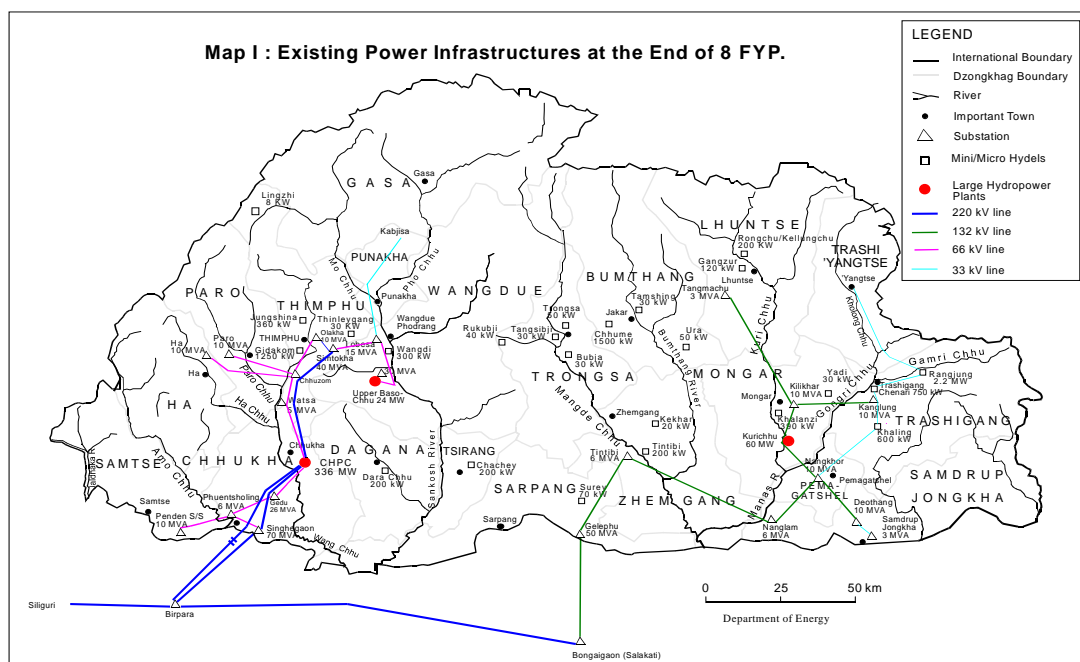 Map I : Existing Power Infrastructures at the End of 8 FYP.
LEGEND
International Boundary
Dzongkhag Boundary
River
Important Town
Substation
Mini/Micro Hydels
Large Hydropower
Plants
220 kV line
132 kV line
66 kV line
33 kV line
Gasa
GASA
Lingzhi
8 KW
Kabjisa
PUNAKHA
Mo Chhu
Pho Chhu
Punakha
LHUNTSE
Rongchu/Kellungchu
200 KW
Gangzur
120 kW
Lhuntse
Tangmachu
3 MVA
TRASHI
'YANGTSE
'Yangtse
Kholong Chhu
BUMTHANG
WANGDUE
PARO
THIMPHU
Jungshina
360 kW
Thinleygang
30 KW
THIMPHU
Olakha
10 MVA
Lobesa
15 MVA
Wangdue
Phodrang
Wangdi
300 kW
Ha
10 MVA
Paro
10 MVA
Gidakom
1250 kW
Simtokha
40 MVA
Chhuzom
Upper Baso-
Chhu 24 MW
Rukubji
40 kW
Trongsa
50 kW
Tangsibji
30 kW
Bubja
30 kW
Tamshing
30 kW
Jakar
Chhume
1500 kW
Ura
50 kW
Bumthang River
Kuri Chhu
TRONGSA
MONGAR
Mangde Chhu
Zhemgang
Kekhar
20 kW
Mongar
Yadi
30 kW
Kilikhar
10 MVA
Khalanzi
390 kW
Kurichhu
60 MW
Gongri Chhu
Gamri Chhu
Rangjung
2.2 MW
Trashigang
Chenari 750 kW
Kanglung
10 MVA
TRASHIGANG
Khaling
600 kW
Ha
HA
Paro Chhu
Ha Chhu
Watsa
5 MVA
Chhukha
CHPC
336 MW
CHHUKHA
DAGANA
Dara Chhu
200 kW
Sankosh River
TSIRANG
Chachey
200 kW
SARPANG
Surey
70 kW
Sarpang
Gelephu
50 MVA
Tintibi
6 MVA
Tintibi
200 kW
ZHEMGANG
Manas R.
Nanglam
6 MVA
Nangkhor
10 MVA
Pemagatshel
PEMA-
GATSHEL
Deothang
10 MVA
Samdrup
Jongkha
3 MVA
SAMDRUP
JONGKHA
SAMTSE
Amo Chhu
Samtse
Penden S/S
10 MVA
Phuentsholing
6 MVA
Gedu
26 MVA
Singhegaon
70 MVA
Wang Chhu
Siliguri
Birpara
Bongaigaon (Salakati)
0 25 50 km
Department of Energy